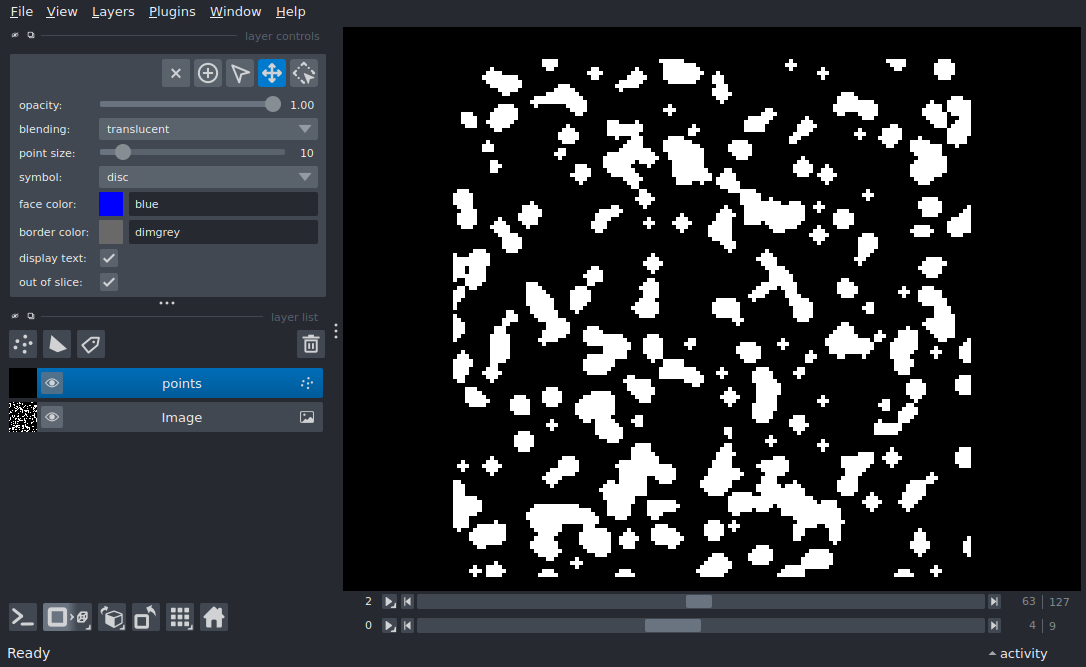 File View Layers Plugins Window Help
layer controls
opacity: 1.00
blending: translucent
point size: 10
symbol: disc
face color: blue
border color: dimgrey
display text:
out of slice:
layer list
points
Image
2 63 | 127
0 4 | 9
Ready activity